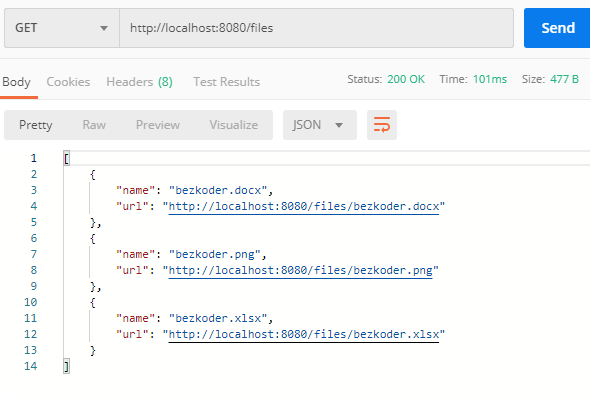 GET http://localhost:8080/files Send
Body Cookies Headers (8) Test Results Status: 200 OK Time: 101ms Size: 477 B
Pretty Raw Preview Visualize JSON
1 [
2 {
3 "name": "bezkoder.docx",
4 "url": "http://localhost:8080/files/bezkoder.docx"
5 },
6 {
7 "name": "bezkoder.png",
8 "url": "http://localhost:8080/files/bezkoder.png"
9 },
10 {
11 "name": "bezkoder.xlsx",
12 "url": "http://localhost:8080/files/bezkoder.xlsx"
13 }
14 ]